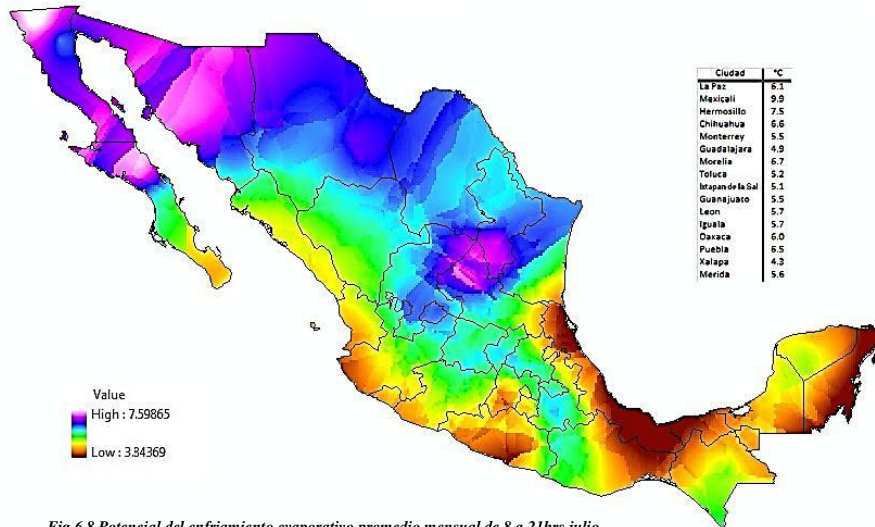 Ciudad °C
La Paz 6.1
Mexicali 9.9
Hermosillo 7.5
Chihuahua 6.6
Monterrey 5.5
Guadalajara 4.9
Morelia 6.7
Toluca 5.2
Ixtapan de la Sal 5.1
Guanajuato 5.5
Leon 5.7
Iguala 5.7
Oaxaca 6.0
Puebla 6.5
Xalapa 4.3
Merida 5.6
Value
High : 7.59865
Low : 3.84369
Fig 6.8 Potencial del enfriamiento evaporativo promedio mensual de 8 a 21hrs julio